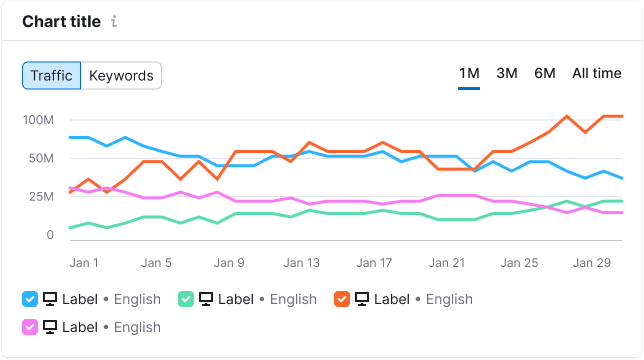 Chart title
Traffic Keywords 1M 3M 6M All time
100M
50M
25M
0
Jan 1 Jan 5 Jan 9 Jan 13 Jan 17 Jan 21 Jan 25 Jan 29
Label • English Label • English Label • English
Label • English